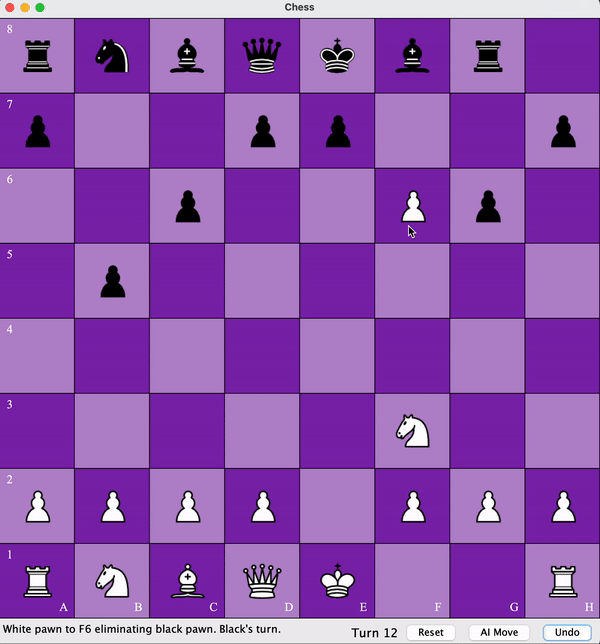 Chess
8
7
6
5
4
3
2
1
A B C D E F G H
White pawn to F6 eliminating black pawn. Black's turn.
Turn 12 Reset AI Move Undo